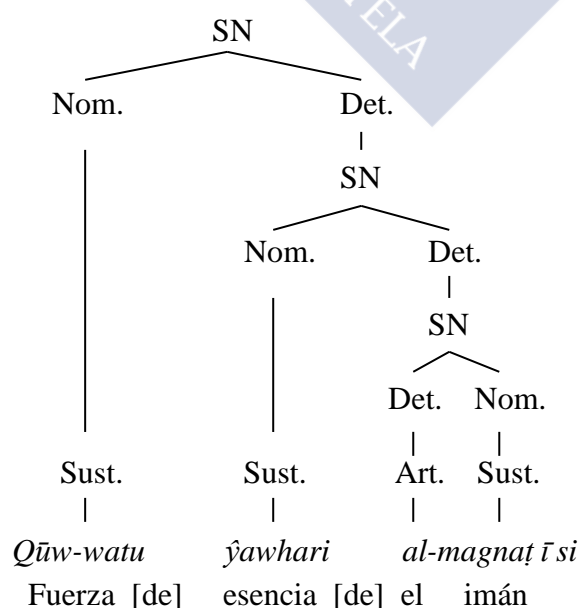 TELA
SN
Nom. Det.
SN
Nom. Det.
SN
Det. Nom.
Sust. Sust. Art. Sust.
Qūw-watu ŷawhari al-magnaṭ ī si
Fuerza [de] esencia [de] el imán